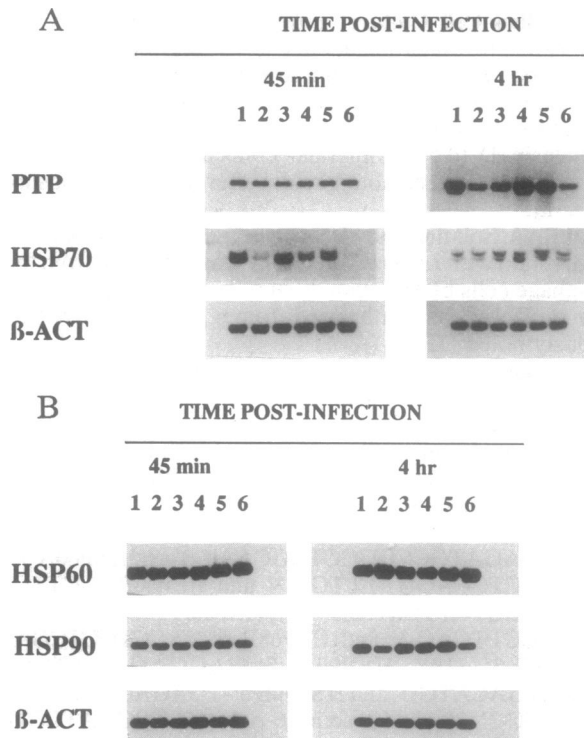 A
TIME POST-INFECTION
45 min 4 hr
1 2 3 4 5 6 1 2 3 4 5 6
PTP
HSP70
ß-ACT
B
TIME POST-INFECTION
45 min 4 hr
1 2 3 4 5 6 1 2 3 4 5 6
HSP60
HSP90
ß-ACT